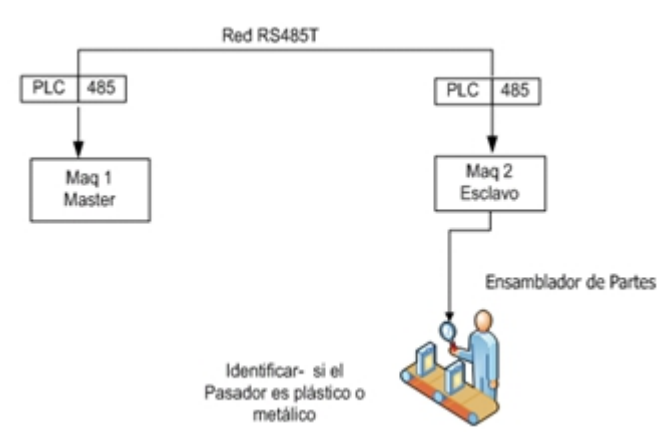 Red RS485T
PLC 485
PLC 485
Maq 1
Master
Maq 2
Esclavo
Ensamblador de Partes
Identificar- si el
Pasador es plástico o
metálico